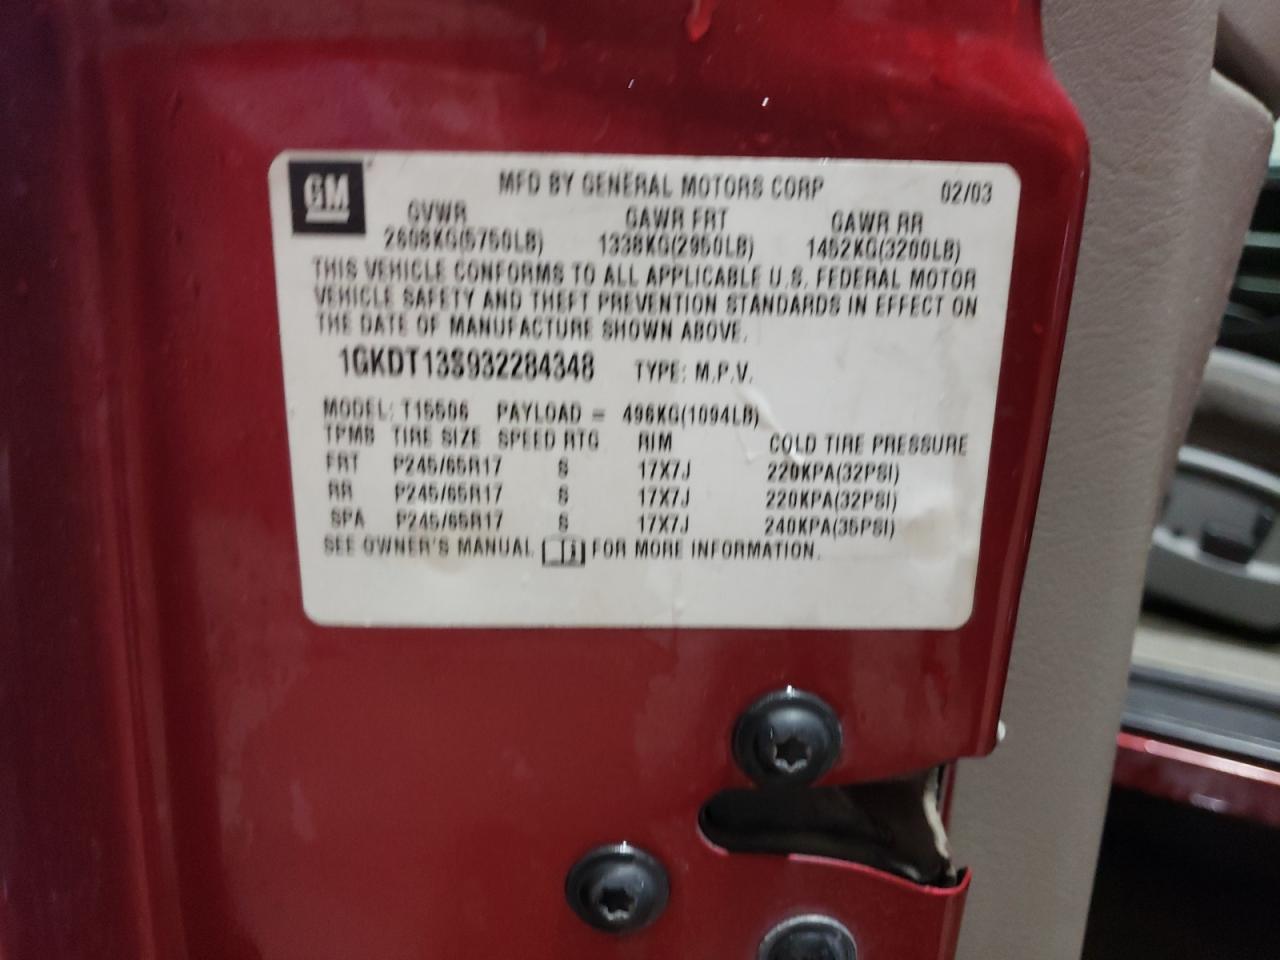 GM
MFD BY GENERAL MOTORS CORP 02/03
GVWR GAWR FRT GAWR RR
2608KG(5750LB) 1338KG(2950LB) 1452KG(3200LB)
THIS VEHICLE CONFORMS TO ALL APPLICABLE U.S. FEDERAL MOTOR
VEHICLE SAFETY AND THEFT PREVENTION STANDARDS IN EFFECT ON
THE DATE OF MANUFACTURE SHOWN ABOVE.
1GKDT13S932284348 TYPE: M.P.V.
MODEL: T15506 PAYLOAD = 496KG(1094LB)
TPMB TIRE SIZE SPEED RTG RIM COLD TIRE PRESSURE
FRT P245/65R17 S 17X7J 220KPA(32PSI)
RR P245/65R17 S 17X7J 220KPA(32PSI)
SPA P245/65R17 S 17X7J 240KPA(35PSI)
SEE OWNER'S MANUAL FOR MORE INFORMATION.